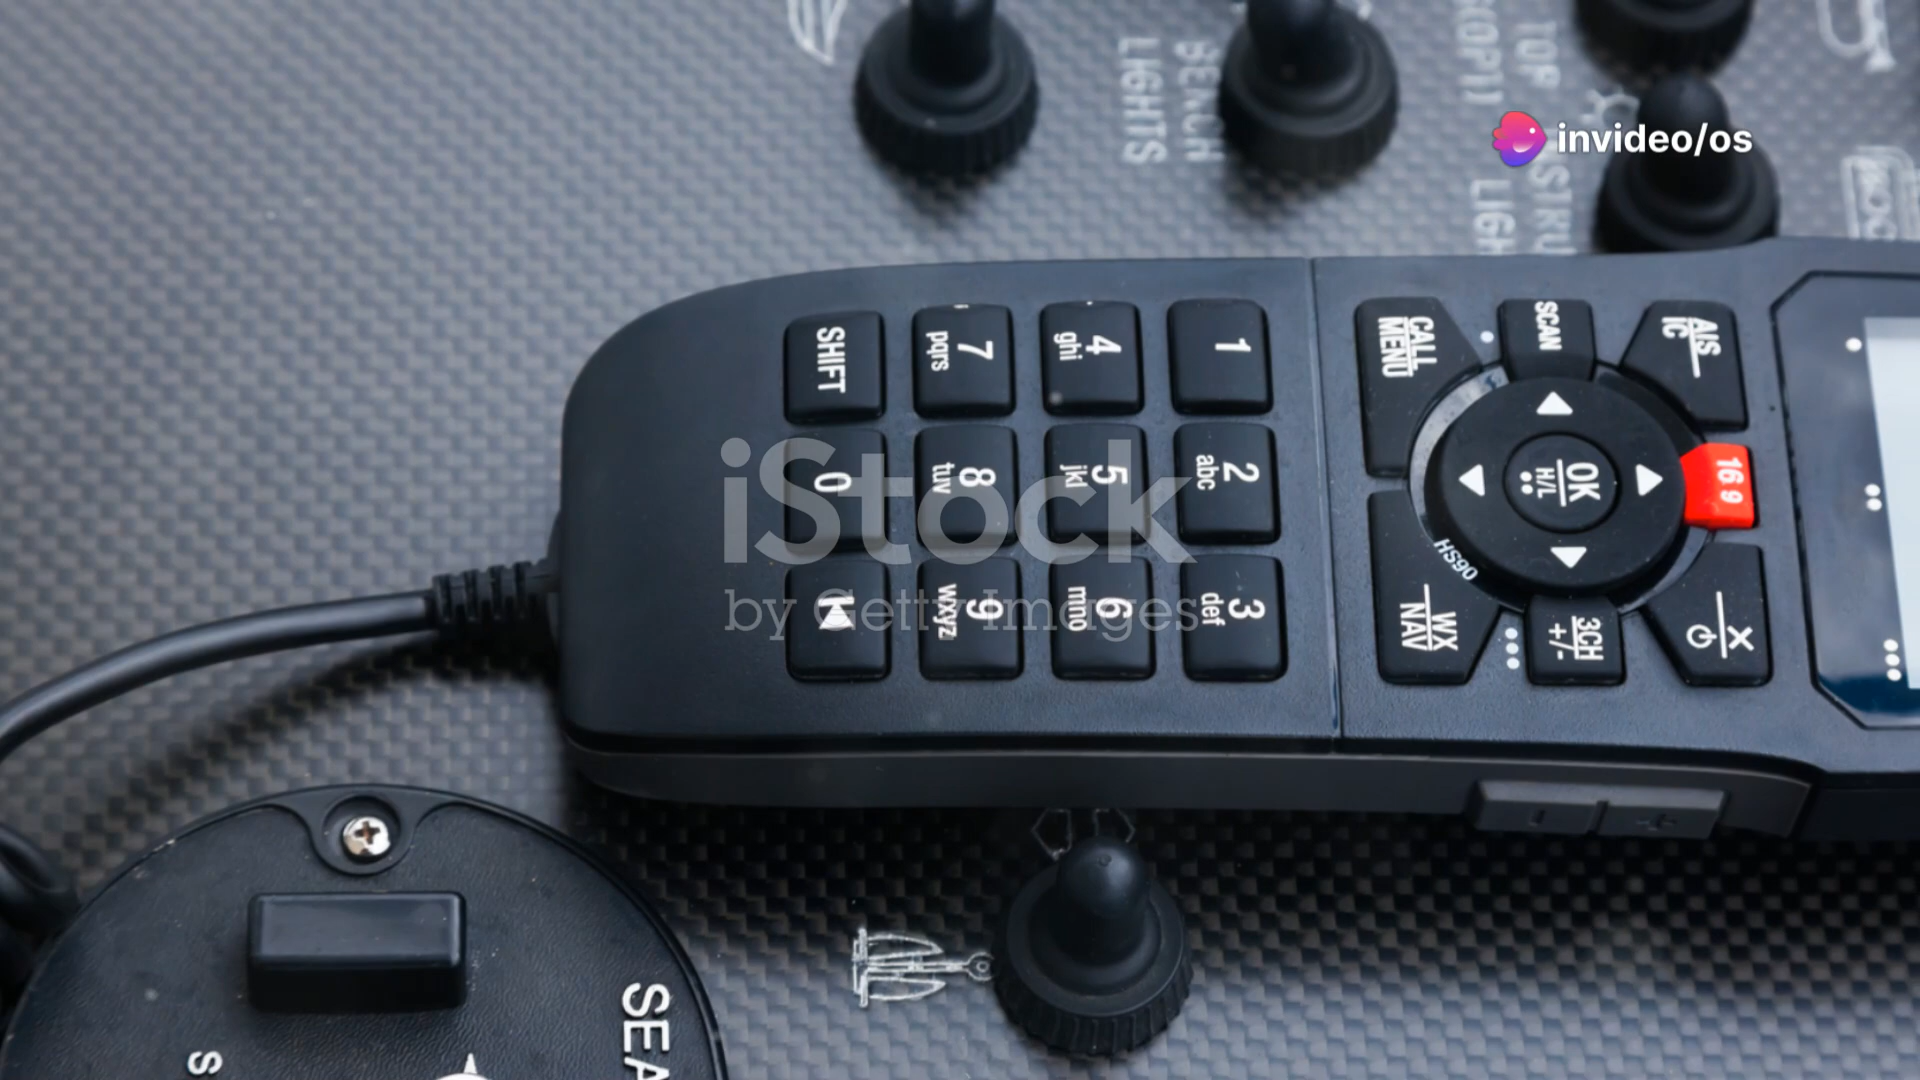 BENCH
LIGHTS
TOP
invideo/os
CALL
MENU
SCAN
AIS
IC
SHIFT
7
pqrs
4
ghi
1
0
8
tuv
5
jkl
2
abc
OK
H/L
16 9
HS90
9
wxyz
6
mno
3
def
WX
NAV
3CH
+/-
X
iStock
by Getty Images
- +
SEA
S